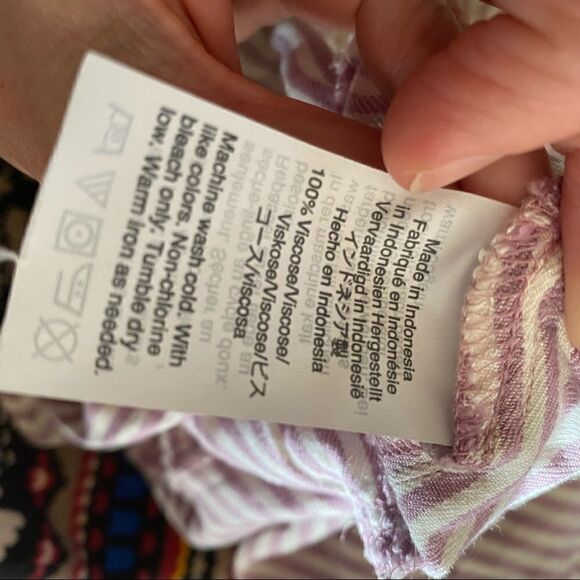 Made in Indonesia
Fabriqué en Indonésie
in Indonesien Hergestellt
Vervaardigd in Indonesië
インドネシア製
Hecho en Indonesia
100% Viscose/Viscose/
Viskose/Viscose/ビス
コース/Viscosa
Machine wash cold. With
like colors. Non-chlorine
bleach only. Tumble dry
low. Warm iron as needed.